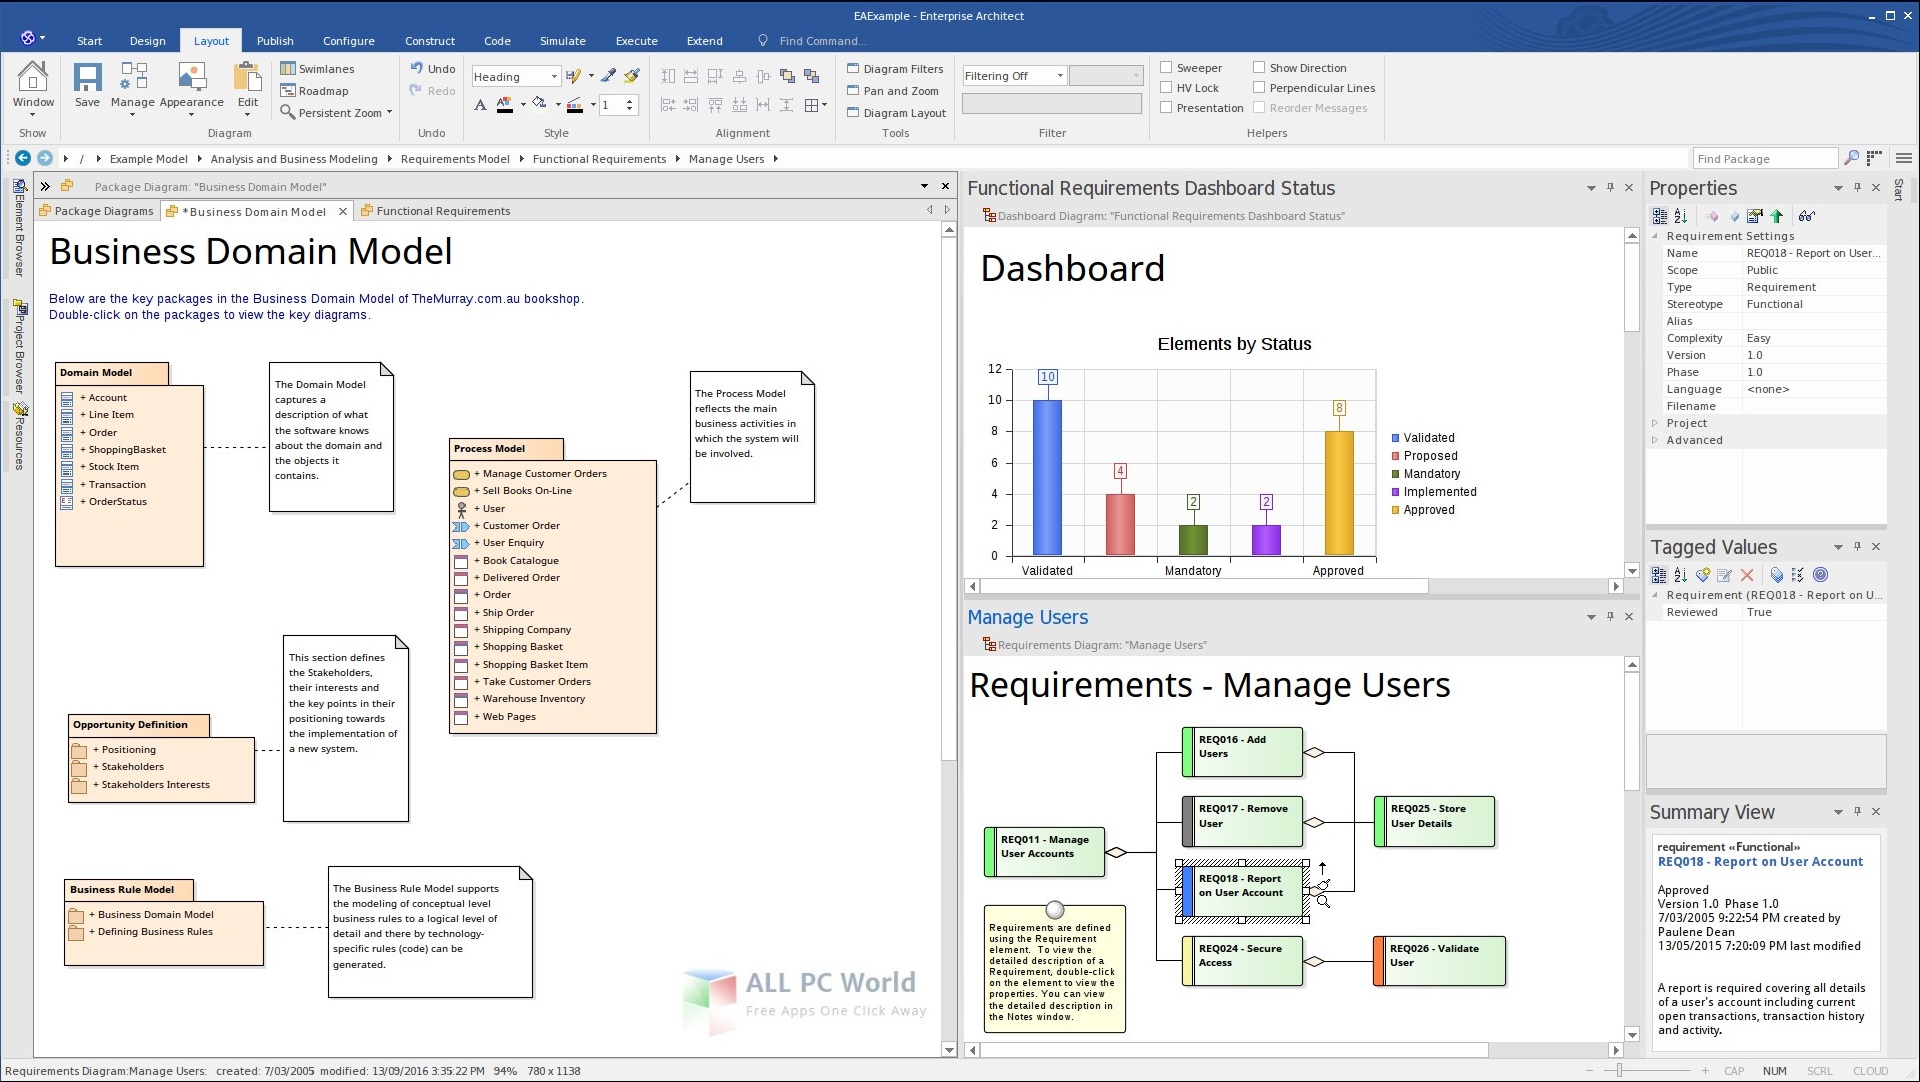 EAExample - Enterprise Architect
Start Design Layout Publish Configure Construct Code Simulate Execute Extend Find Command...
Window
Show
Save
Manage
Appearance
Edit
Swimlanes
Roadmap
Persistent Zoom
Diagram
Undo
Redo
Undo
Heading
A
1
Style
Alignment
Diagram Filters
Pan and Zoom
Diagram Layout
Tools
Filtering Off
Filter
Sweeper
HV Lock
Presentation
Show Direction
Perpendicular Lines
Reorder Messages
Helpers
/ Example Model Analysis and Business Modeling Requirements Model Functional Requirements Manage Users
Find Package
Element Browser
Project Browser
Resources
Package Diagram: "Business Domain Model"
Package Diagrams *Business Domain Model Functional Requirements
Business Domain Model
Below are the key packages in the Business Domain Model of TheMurray.com.au bookshop.
Double-click on the packages to view the key diagrams.
Domain Model
+ Account
+ Line Item
+ Order
+ ShoppingBasket
+ Stock Item
+ Transaction
+ OrderStatus
The Domain Model
captures a
description of what
the software knows
about the domain and
the objects it
contains.
Process Model
+ Manage Customer Orders
+ Sell Books On-Line
+ User
+ Customer Order
+ User Enquiry
+ Book Catalogue
+ Delivered Order
+ Order
+ Ship Order
+ Shipping Company
+ Shopping Basket
+ Shopping Basket Item
+ Take Customer Orders
+ Warehouse Inventory
+ Web Pages
The Process Model
reflects the main
business activities in
which the system will
be involved.
This section defines
the Stakeholders,
their interests and
the key points in their
positioning towards
the implementation of
a new system.
Opportunity Definition
+ Positioning
+ Stakeholders
+ Stakeholders Interests
Business Rule Model
+ Business Domain Model
+ Defining Business Rules
The Business Rule Model supports
the modeling of conceptual level
business rules to a logical level of
detail and there by technology-
specific rules (code) can be
generated.
ALL PC World
Free Apps One Click Away
Functional Requirements Dashboard Status
Dashboard Diagram: "Functional Requirements Dashboard Status"
Dashboard
Elements by Status
12
10
8
6
4
2
0
10
4
2
2
8
Validated Mandatory Approved
Validated
Proposed
Mandatory
Implemented
Approved
Manage Users
Requirements Diagram: "Manage Users"
Requirements - Manage Users
REQ016 - Add
Users
REQ017 - Remove
User
REQ025 - Store
User Details
REQ011 - Manage
User Accounts
REQ018 - Report
on User Account
REQ024 - Secure
Access
REQ026 - Validate
User
Requirements are defined
using the Requirement
element. To view the
detailed description of a
Requirement, double-click
on the element to view the
properties. You can view
the detailed description in
the Notes window.
Properties
Requirement Settings
Name REQ018 - Report on User...
Scope Public
Type Requirement
Stereotype Functional
Alias
Complexity Easy
Version 1.0
Phase 1.0
Language <none>
Filename
Project
Advanced
Start
Tagged Values
Requirement (REQ018 - Report on U...
Reviewed True
Summary View
requirement «Functional»
REQ018 - Report on User Account
Approved
Version 1.0 Phase 1.0
7/03/2005 9:22:54 PM created by
Paulene Dean
13/05/2015 7:20:09 PM last modified
A report is required covering all details
of a user's account including current
open transactions, transaction history
and activity.
Requirements Diagram:Manage Users: created: 7/03/2005 modified: 13/09/2016 3:35:22 PM 94% 780 x 1138
CAP NUM SCRL CLOUD